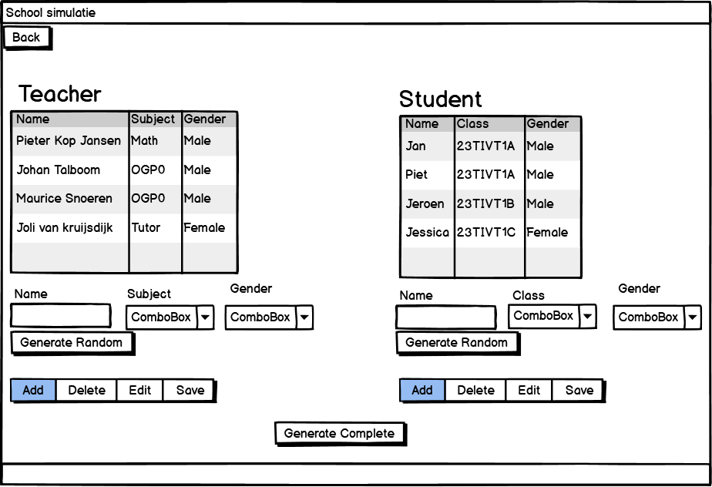 School simulatie
Back
Teacher
Name Subject Gender
Pieter Kop Jansen Math Male
Johan Talboom OGP0 Male
Maurice Snoeren OGP0 Male
Joli van kruijsdijk Tutor Female
Name Subject Gender
ComboBox ComboBox
Generate Random
Add Delete Edit Save
Student
Name Class Gender
Jan 23TIVT1A Male
Piet 23TIVT1A Male
Jeroen 23TIVT1B Male
Jessica 23TIVT1C Female
Name Class Gender
ComboBox ComboBox
Generate Random
Add Delete Edit Save
Generate Complete